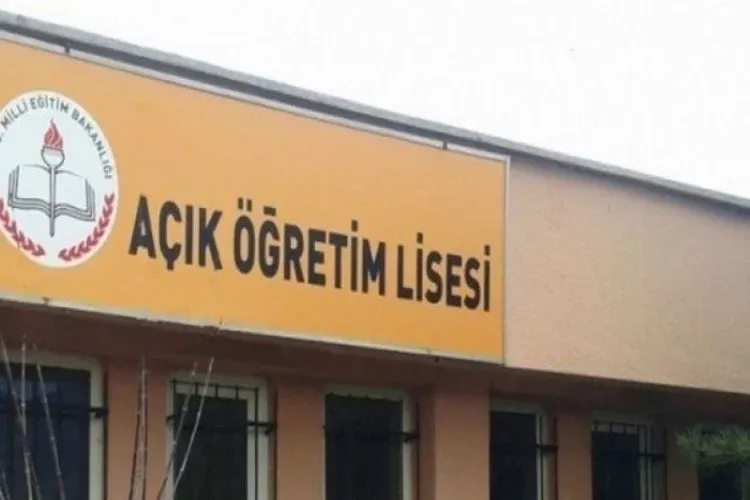 MİLLİ EĞİTİM BAKANLIĞI
AÇIK ÖĞRETİM LİSESİ